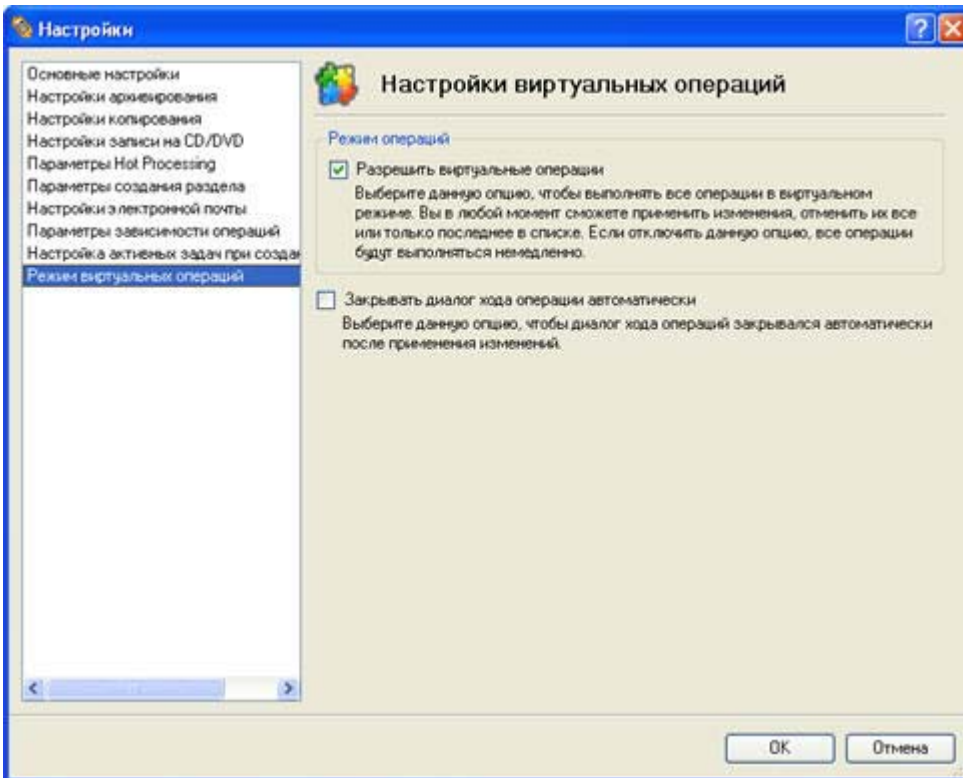 Настройки
Основные настройки
Настройки архивирования
Настройки копирования
Настройки записи на CD/DVD
Параметры Hot Processing
Параметры создания раздела
Настройки электронной почты
Параметры зависимости операций
Настройка активных задач при создан
Режим виртуальных операций
Настройки виртуальных операций
Режим операций
Разрешить виртуальные операции
Выберите данную опцию, чтобы выполнять все операции в виртуальном
режиме. Вы в любой момент сможете применить изменения, отменить их все
или только последнее в списке. Если отключить данную опцию, все операции
будут выполняться немедленно.
Закрывать диалог хода операции автоматически
Выберите данную опцию, чтобы диалог хода операций закрывался автоматически
после применения изменений.
OK
Отмена